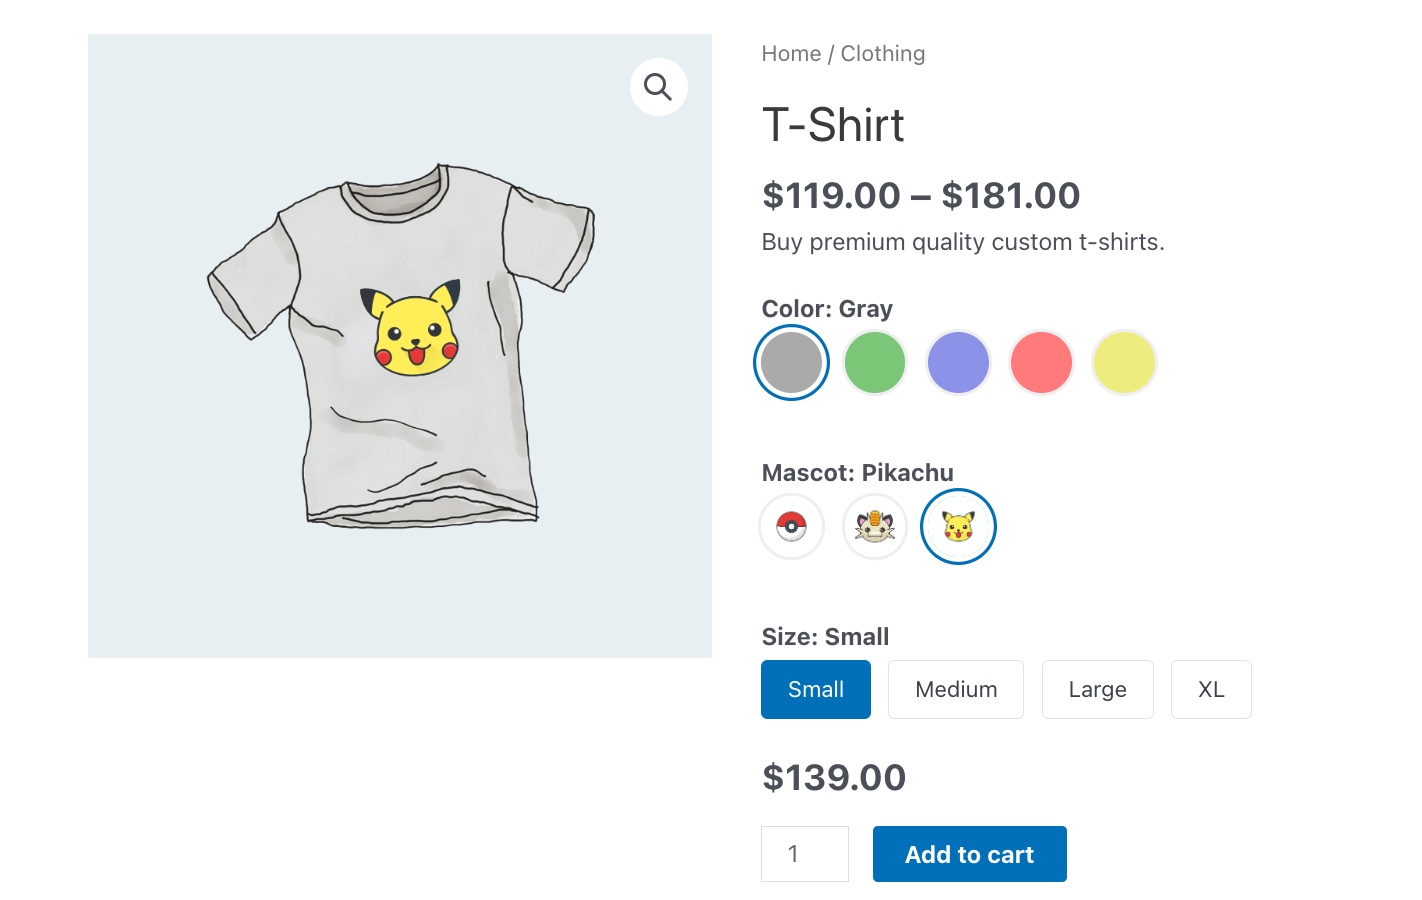 Home / Clothing
T-Shirt
$119.00 – $181.00
Buy premium quality custom t-shirts.
Color: Gray
Mascot: Pikachu
Size: Small
Small Medium Large XL
$139.00
1 Add to cart